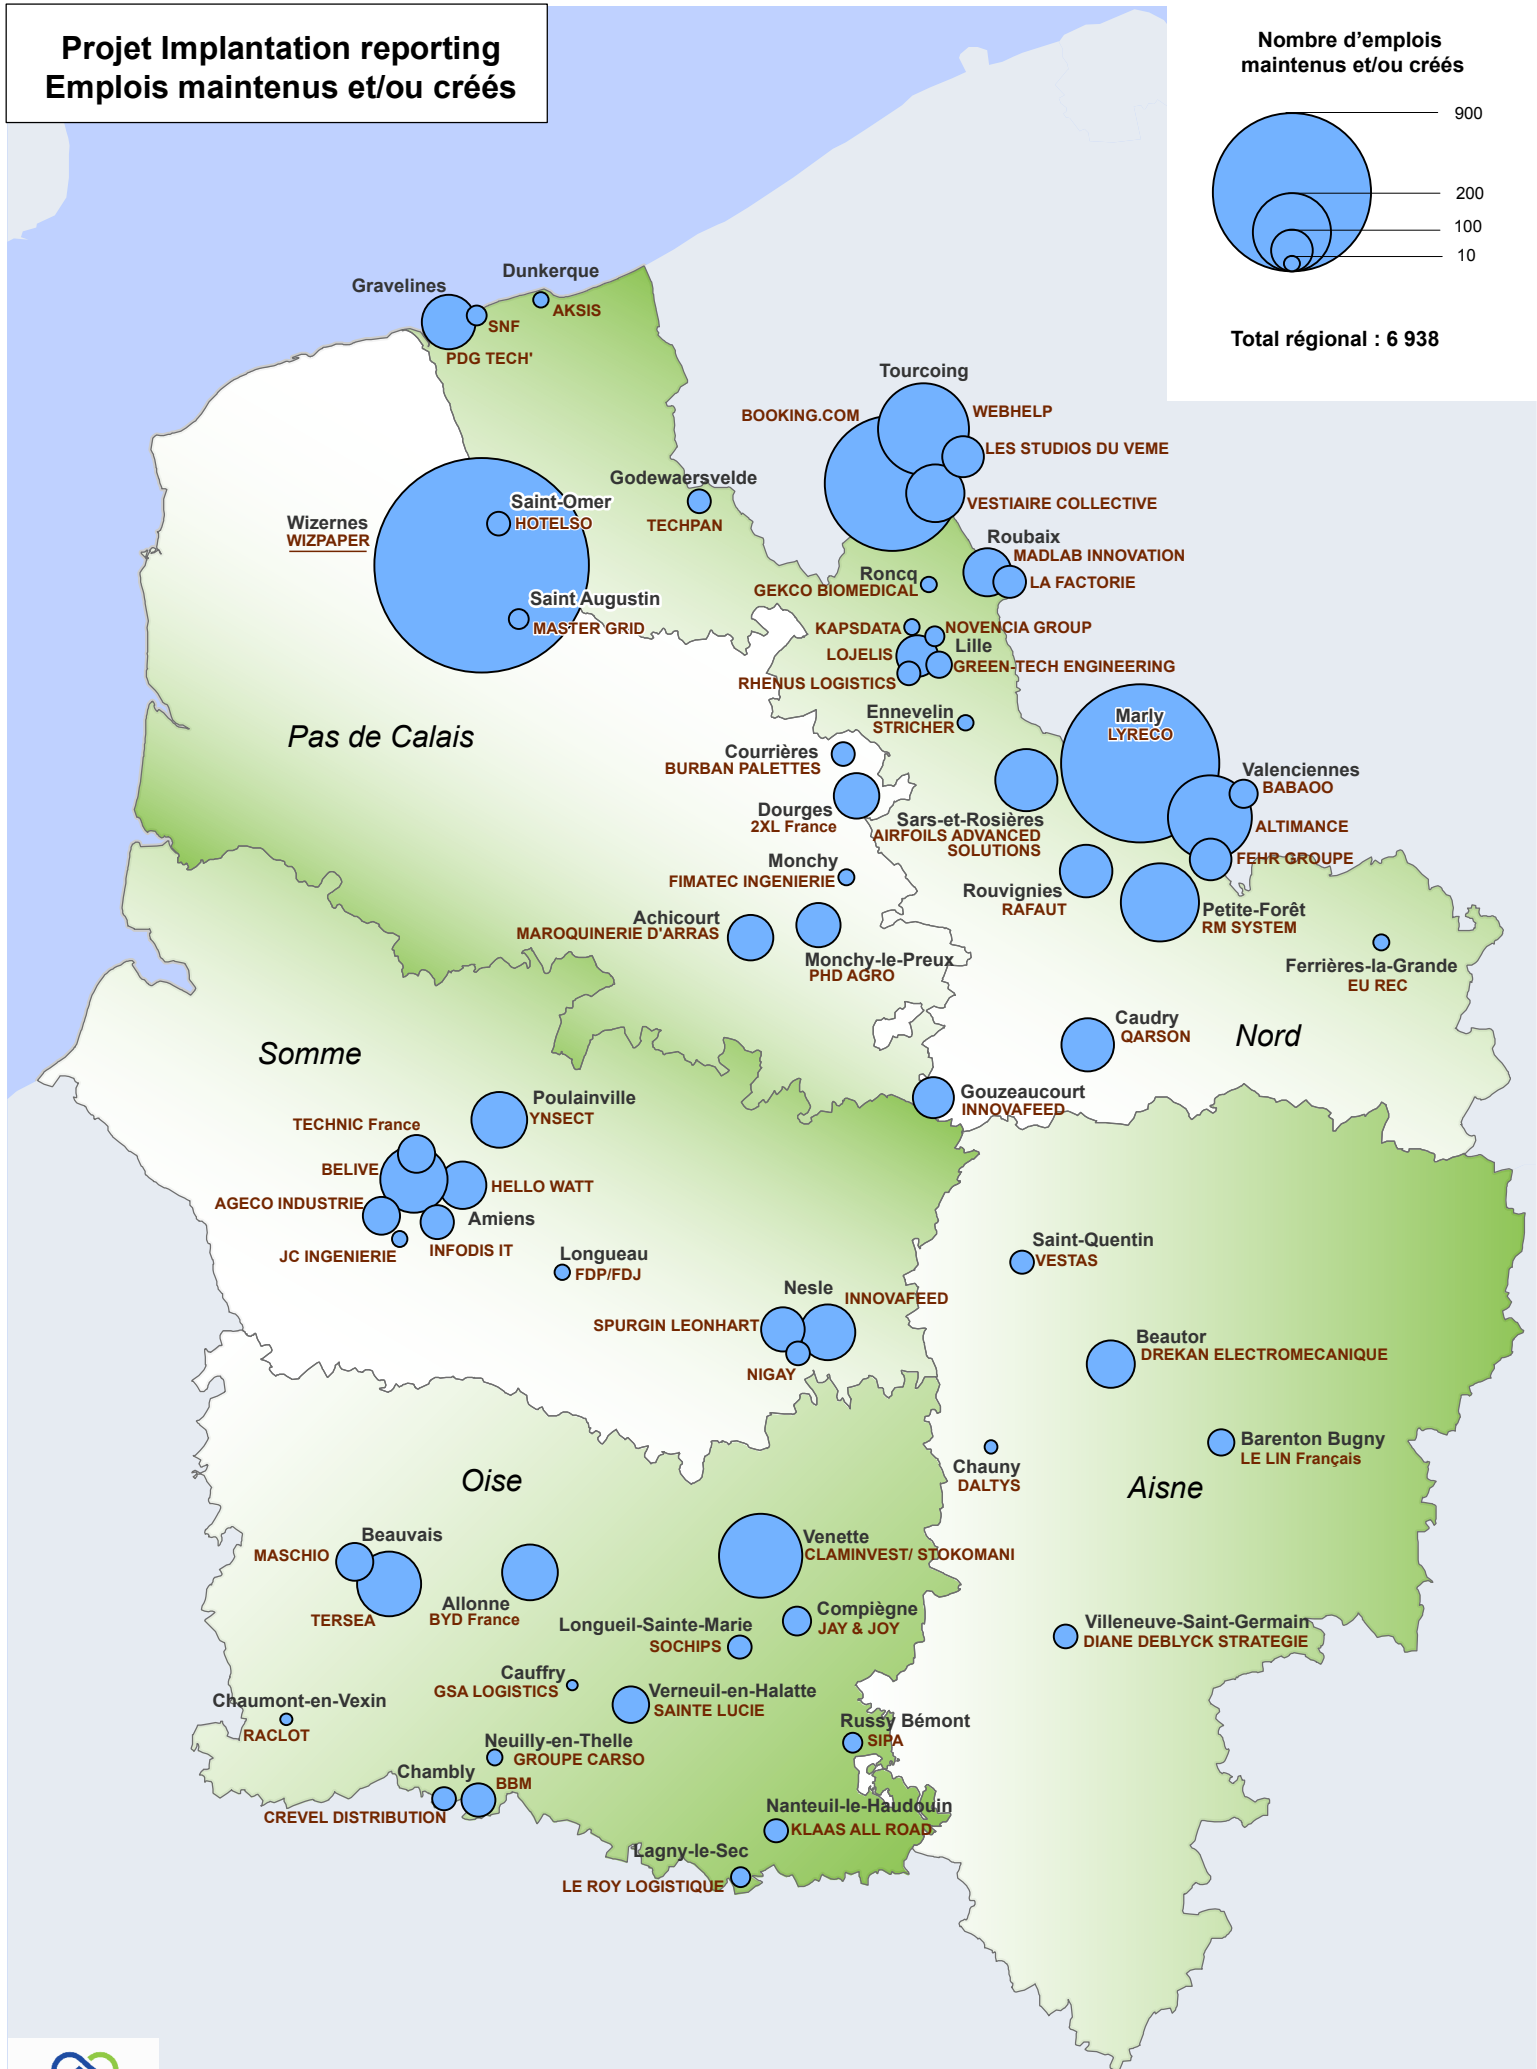 Projet Implantation reporting
Emplois maintenus et/ou créés
Nombre d'emplois
maintenus et/ou créés
900
200
100
10
Total régional : 6 938
Dunkerque
AKSIS
Gravelines
SNF
PDG TECH'
Tourcoing
BOOKING.COM
WEBHELP
LES STUDIOS DU VEME
VESTIAIRE COLLECTIVE
Godewaersvelde
TECHPAN
Saint-Omer
HOTELSO
Wizernes
WIZPAPER
Saint Augustin
MASTER GRID
Roubaix
MADLAB INNOVATION
LA FACTORIE
Roncq
GEKCO BIOMEDICAL
KAPSDATA
NOVENCIA GROUP
Lille
LOJELIS
GREEN-TECH ENGINEERING
RHENUS LOGISTICS
Ennevelin
STRICHER
Marly
LYRECO
Pas de Calais
Courrières
BURBAN PALETTES
Valenciennes
BABAOO
ALTIMANCE
FEHR GROUPE
Dourges
2XL France
Sars-et-Rosières
AIRFOILS ADVANCED
SOLUTIONS
Monchy
FIMATEC INGENIERIE
Rouvignies
RAFAUT
Petite-Forêt
RM SYSTEM
Achicourt
MAROQUINERIE D'ARRAS
Monchy-le-Preux
PHD AGRO
Ferrières-la-Grande
EU REC
Caudry
QARSON
Nord
Somme
Gouzeaucourt
INNOVAFEED
Poulainville
YNSECT
TECHNIC France
BELIVE
HELLO WATT
AGECO INDUSTRIE
Amiens
JC INGENIERIE
INFODIS IT
Longueau
FDP/FDJ
Saint-Quentin
VESTAS
Nesle
INNOVAFEED
SPURGIN LEONHART
NIGAY
Beautor
DREKAN ELECTROMECANIQUE
Barenton Bugny
LE LIN Français
Chauny
DALTYS
Aisne
Oise
Beauvais
MASCHIO
TERSEA
Allonne
BYD France
Venette
CLAMINVEST/ STOKOMANI
Compiègne
JAY & JOY
Longueil-Sainte-Marie
SOCHIPS
Villeneuve-Saint-Germain
DIANE DEBLYCK STRATEGIE
Cauffry
GSA LOGISTICS
Verneuil-en-Halatte
SAINTE LUCIE
Chaumont-en-Vexin
RACLOT
Russy Bémont
SIPA
Neuilly-en-Thelle
GROUPE CARSO
Chambly
BBM
CREVEL DISTRIBUTION
Nanteuil-le-Haudouin
KLAAS ALL ROAD
Lagny-le-Sec
LE ROY LOGISTIQUE